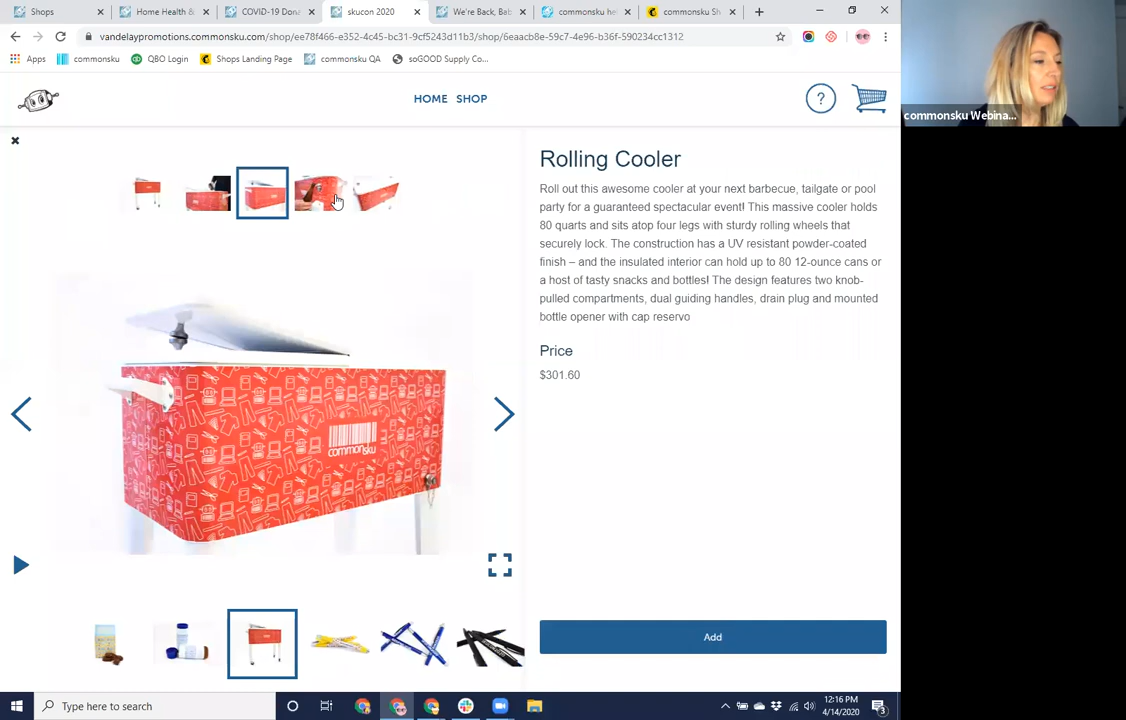 Shops
Home Health &
COVID-19 Dona
skucon 2020
We're Back, Bab
commonsku he
commonsku Sh
vandelaypromotions.commonsku.com/shop/ee78f466-e352-4c45-bc31-9cf5243d11b3/shop/6eaacb8e-59c7-4e96-b36f-590234cc1312
Apps
commonsku
QBO Login
Shops Landing Page
commonsku QA
soGOOD Supply Co...
HOME SHOP
?
commonsku Webina...
Rolling Cooler
Roll out this awesome cooler at your next barbecue, tailgate or pool
party for a guaranteed spectacular event! This massive cooler holds
80 quarts and sits atop four legs with sturdy rolling wheels that
securely lock. The construction has a UV resistant powder-coated
finish – and the insulated interior can hold up to 80 12-ounce cans or
a host of tasty snacks and bottles! The design features two knob-
pulled compartments, dual guiding handles, drain plug and mounted
bottle opener with cap reservo
Price
$301.60
commonsku
Add
Type here to search
12:16 PM
4/14/2020
3